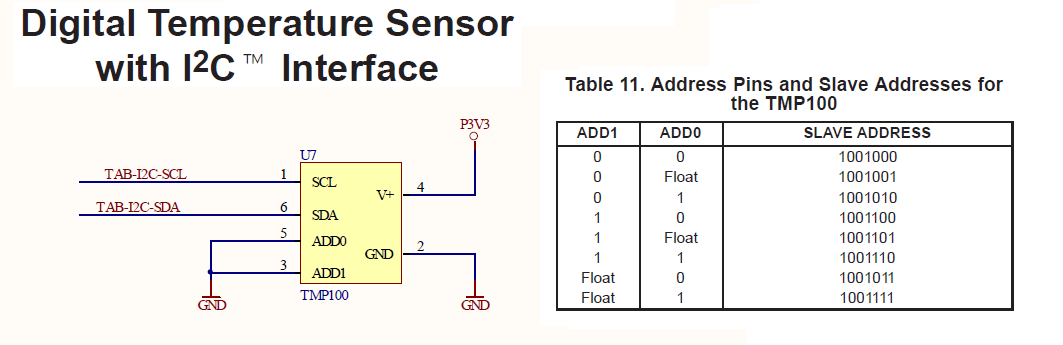 Digital Temperature Sensor
with I²C™ Interface
P3V3
U7
TAB-I2C-SCL 1 SCL
V+ 4
TAB-I2C-SDA 6 SDA
5 ADD0
GND 2
3 ADD1
GND TMP100 GND
Table 11. Address Pins and Slave Addresses for
the TMP100
ADD1 ADD0 SLAVE ADDRESS
0 0 1001000
0 Float 1001001
0 1 1001010
1 0 1001100
1 Float 1001101
1 1 1001110
Float 0 1001011
Float 1 1001111